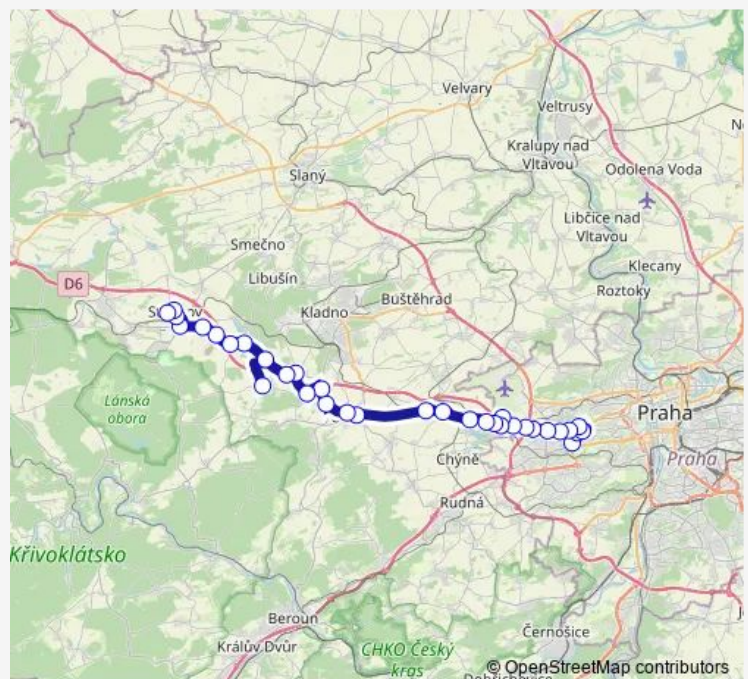 Velvary
Veltrusy
Kralupy nad
Vltavou
Odolena Voda
Slaný
Libčice nad
Vltavou
Smečno
Klecany
D6
Libušín
Roztoky
Buštěhrad
Kladno
Lánská
obora
Praha
Chýně
Praha
Rudná
Křivoklátsko
Beroun
Černošice
Králův Dvůr
CHKO Český
kras
© OpenStreetMap contributors